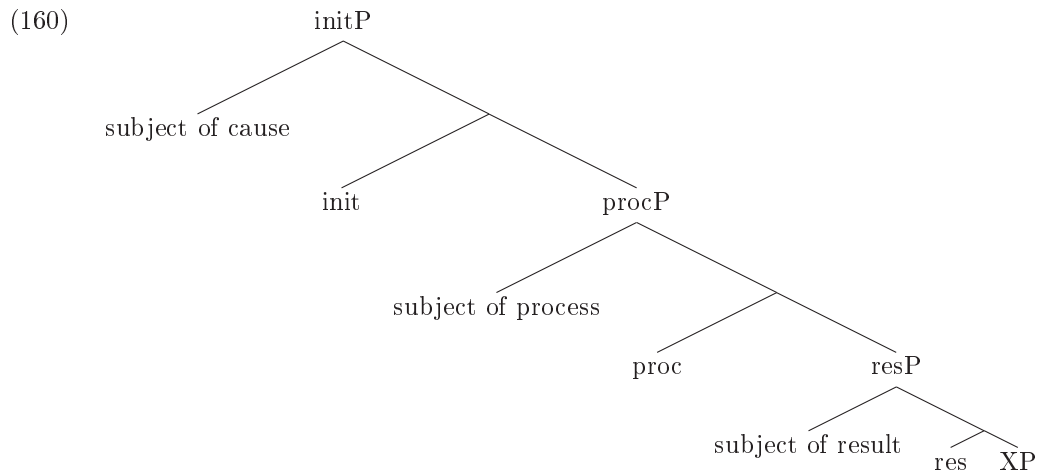 (160) initP
subject of cause
init procP
subject of process
proc resP
subject of result res XP